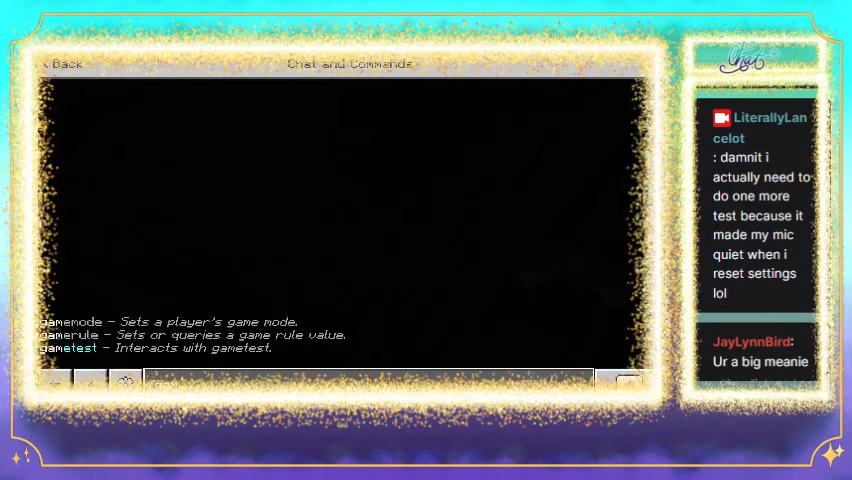 ‹ Back
Chat and Commands
gamemode – Sets a player's game mode.
gamerule – Sets or queries a game rule value.
gametest – Interacts with gametest.
Chat
LiterallyLan
celot
: damnit i
actually need to
do one more
test because it
made my mic
quiet when i
reset settings
lol
JayLynnBird:
Ur a big meanie